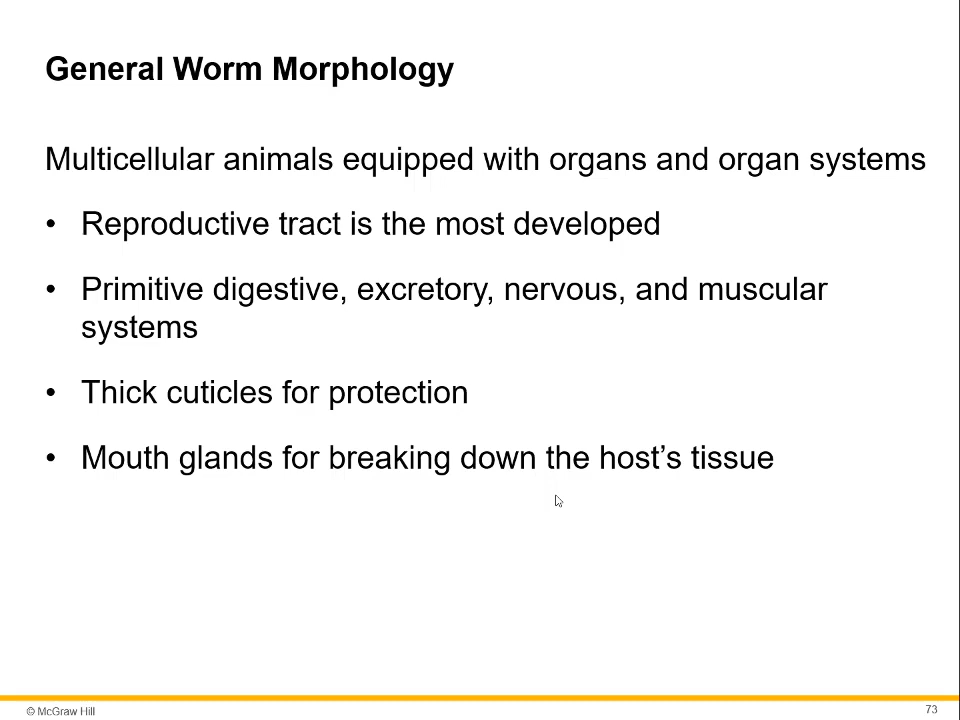 General Worm Morphology
Multicellular animals equipped with organs and organ systems
• Reproductive tract is the most developed
• Primitive digestive, excretory, nervous, and muscular
systems
• Thick cuticles for protection
• Mouth glands for breaking down the host’s tissue
© McGraw Hill
73